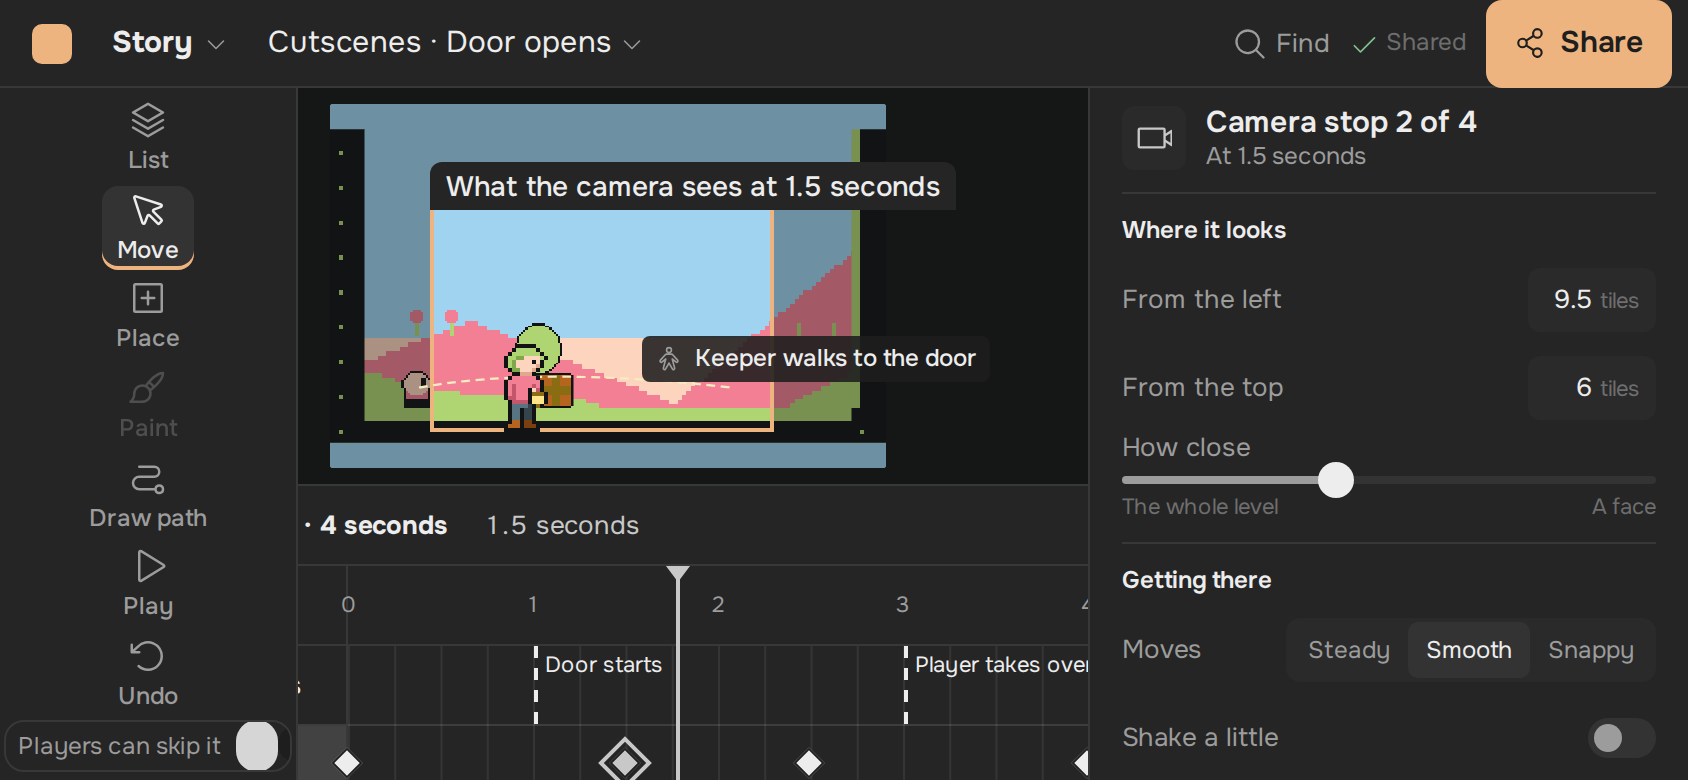 Story
Cutscenes · Door opens
Find
Shared
Share
List
Move
Place
Paint
Draw path
Play
Undo
Players can skip it
What the camera sees at 1.5 seconds
Keeper walks to the door
· 4 seconds
1.5 seconds
0 1 2 3
Door starts
Player takes over
Camera stop 2 of 4
At 1.5 seconds
Where it looks
From the left
9.5 tiles
From the top
6 tiles
How close
The whole level
A face
Getting there
Moves
Steady
Smooth
Snappy
Shake a little